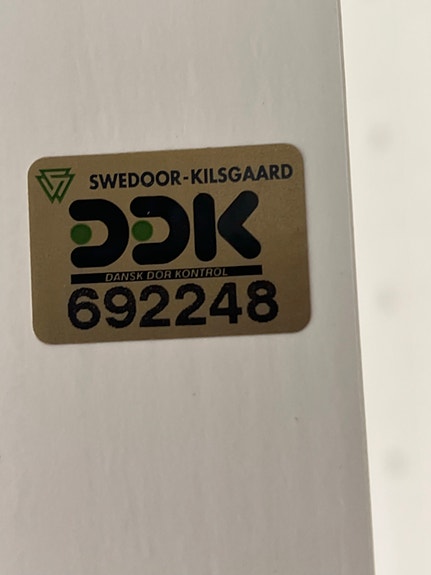 SWEDOOR-KILSGAARD
DDK
DANSK DØR KONTROL
692248